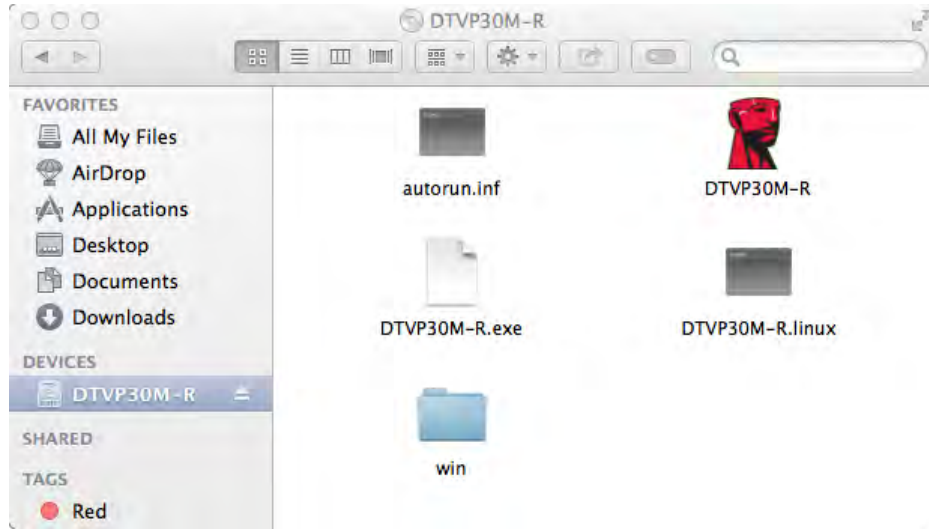 DTVP30M-R
FAVORITES
All My Files
AirDrop
Applications
Desktop
Documents
Downloads
DEVICES
DTVP30M-R
SHARED
TAGS
Red
autorun.inf
DTVP30M-R
DTVP30M-R.exe
DTVP30M-R.linux
win